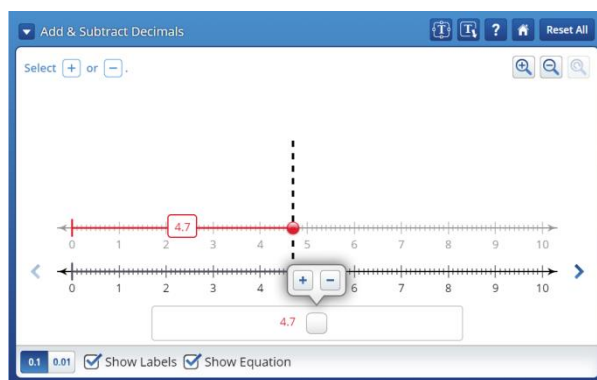 Add & Subtract Decimals
T T ? Reset All
Select + or − .
4.7
0 1 2 3 4 5 6 7 8 9 10
+ −
0 1 2 3 4 6 7 8 9 10
4.7
0.1 0.01 Show Labels Show Equation